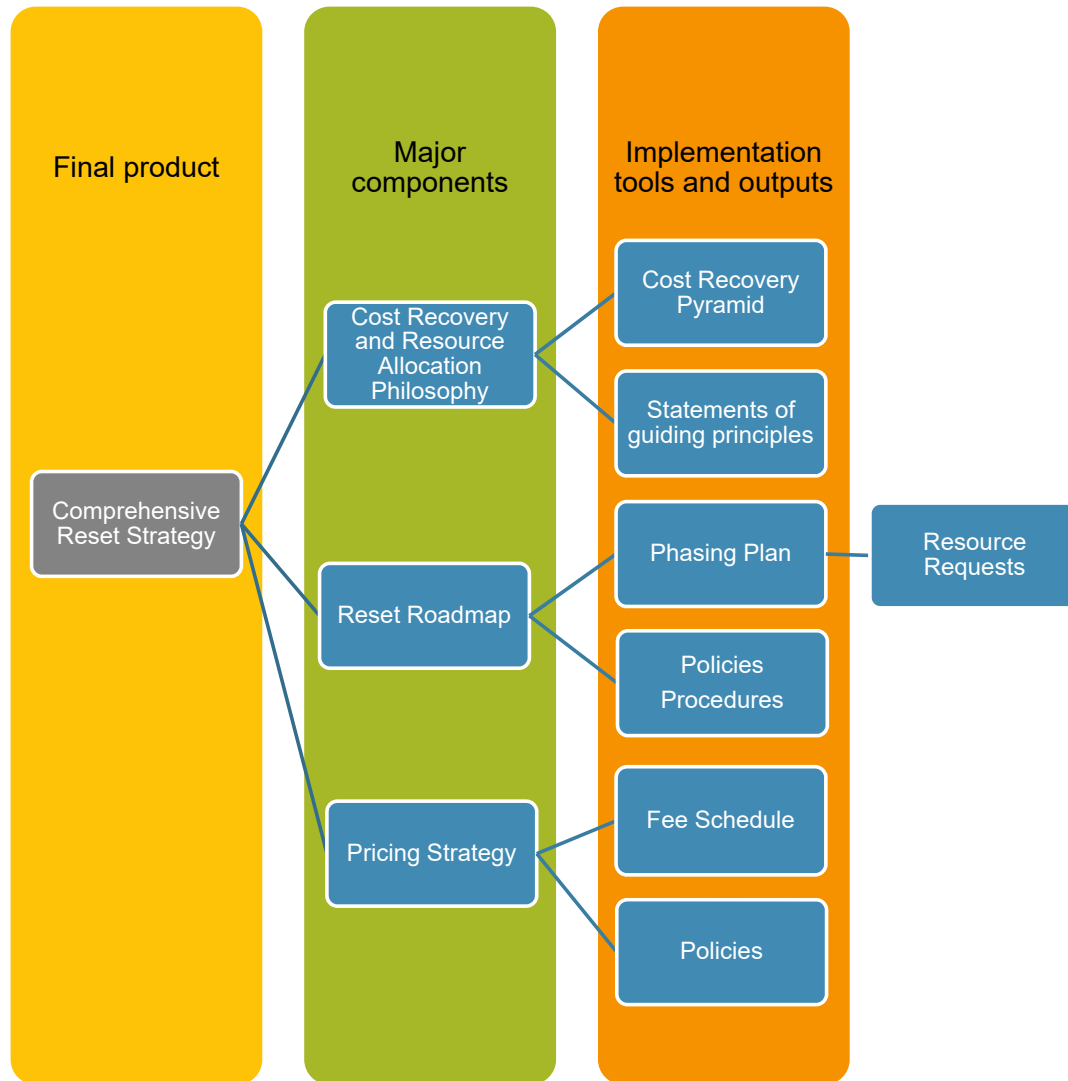 Final product
Major
components
Implementation
tools and outputs
Comprehensive
Reset Strategy
Cost Recovery
and Resource
Allocation
Philosophy
Reset Roadmap
Pricing Strategy
Cost Recovery
Pyramid
Statements of
guiding principles
Phasing Plan
Policies
Procedures
Fee Schedule
Policies
Resource
Requests